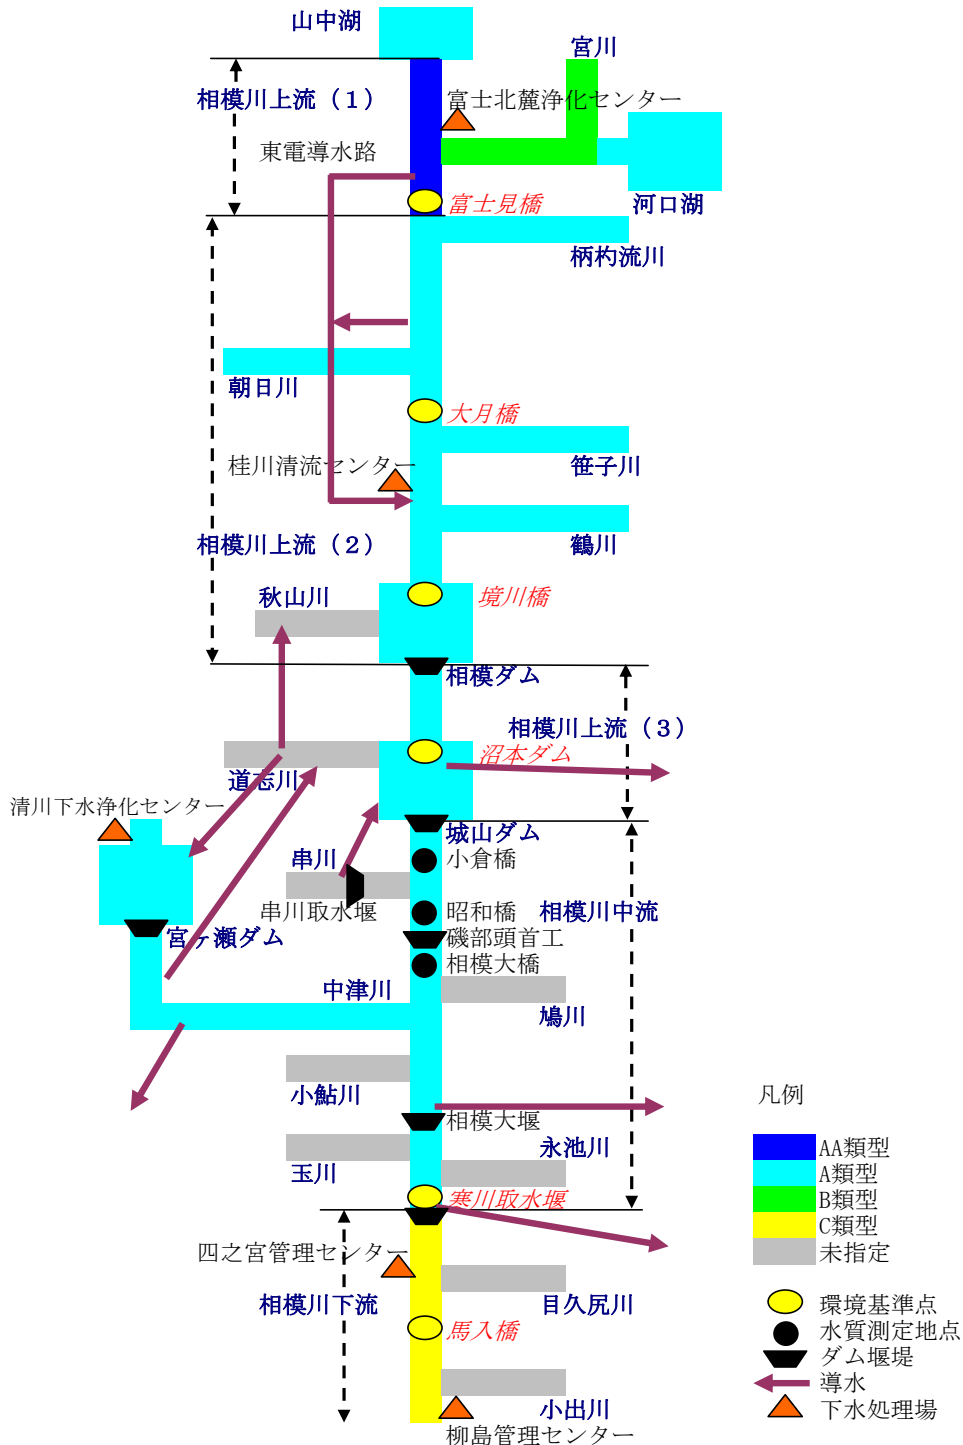 山中湖
宮川
相模川上流（1）
富士北麓浄化センター
東電導水路
富士見橋
河口湖
柄杓流川
朝日川
大月橋
桂川清流センター
笹子川
相模川上流（2）
鶴川
秋山川
境川橋
相模ダム
相模川上流（3）
沼本ダム
道志川
清川下水浄化センター
城山ダム
串川
小倉橋
串川取水堰
昭和橋
相模川中流
宮ヶ瀬ダム
磯部頭首工
相模大橋
中津川
鳩川
小鮎川
相模大堰
永池川
玉川
寒川取水堰
四之宮管理センター
相模川下流
目久尻川
馬入橋
小出川
柳島管理センター
凡例
AA類型
A類型
B類型
C類型
未指定
環境基準点
水質測定地点
ダム堰堤
導水
下水処理場